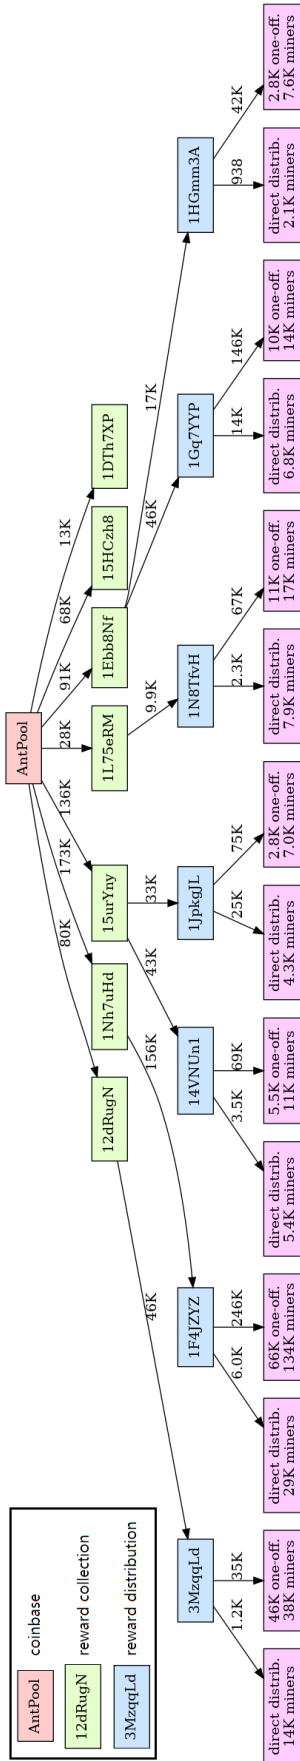 AntPool coinbase
12dRugN reward collection
3MzqqLd reward distribution
AntPool
80K
173K
136K
28K
91K
68K
13K
12dRugN
1Nh7uHd
15urYny
1L75eRM
1Ebb8Nf
15HCzh8
1DTh7XP
46K
156K
43K
33K
9.9K
46K
17K
3MzqqLd
1F4JZYZ
14VNUn1
1JpkgJL
1N8TfvH
1Gq7YYP
1HGmm3A
1.2K
35K
6.0K
246K
3.5K
69K
25K
75K
2.3K
67K
14K
146K
938
42K
direct distrib.
14K miners
46K one-off.
38K miners
direct distrib.
29K miners
66K one-off.
134K miners
direct distrib.
5.4K miners
5.5K one-off.
11K miners
direct distrib.
4.3K miners
2.8K one-off.
7.0K miners
direct distrib.
7.9K miners
11K one-off.
17K miners
direct distrib.
6.8K miners
10K one-off.
14K miners
direct distrib.
2.1K miners
2.8K one-off.
7.6K miners